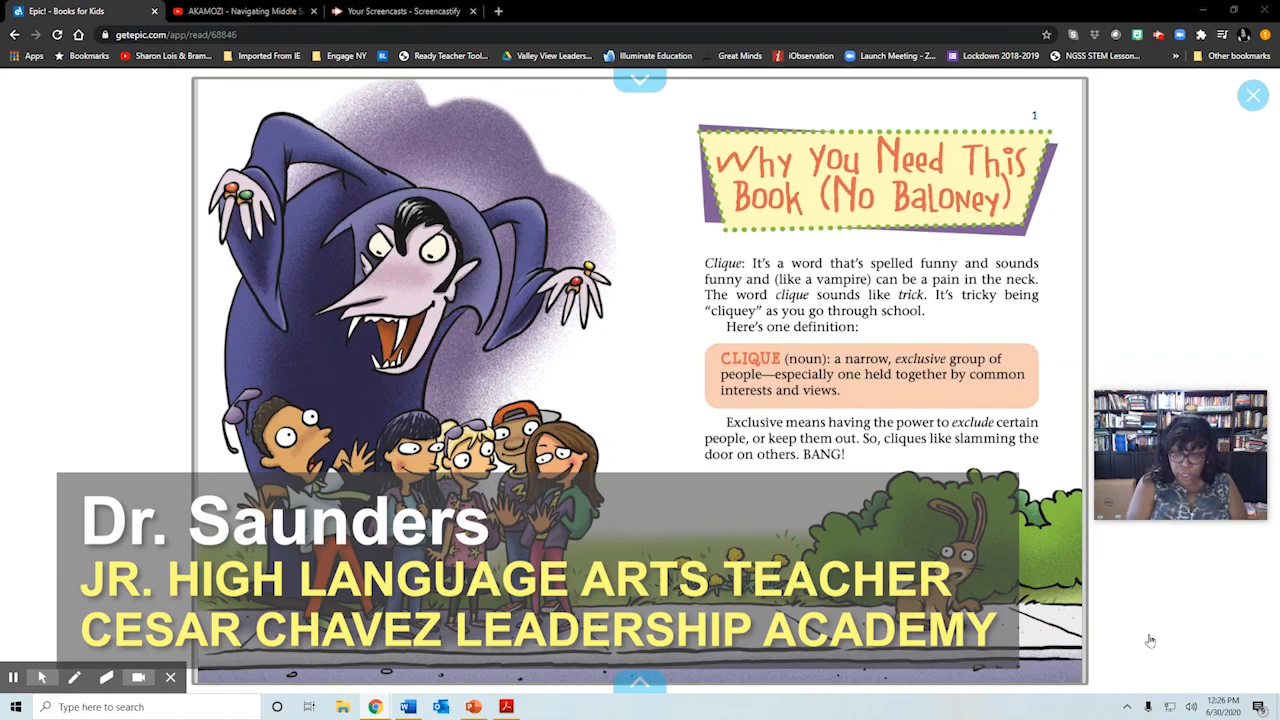 Epic! - Books for Kids
AKAMOZI - Navigating Middle S
Your Screencasts - Screencastify
getepic.com/app/read/68846
Apps
Bookmarks
Sharon Lois & Bram...
Imported From IE
Engage NY
BL
Ready Teacher Tool...
Valley View Leaders...
Illuminate Education
Great Minds
iObservation
Launch Meeting - Z...
Lockdown 2018-2019
NGSS STEM Lesson...
»
Other bookmarks
1
Why You Need This
Book (No Baloney)
Clique: It's a word that's spelled funny and sounds
funny and (like a vampire) can be a pain in the neck.
The word clique sounds like trick. It's tricky being
"cliquey" as you go through school.
Here's one definition:
CLIQUE (noun): a narrow, exclusive group of
people—especially one held together by common
interests and views.
Exclusive means having the power to exclude certain
people, or keep them out. So, cliques like slamming the
door on others. BANG!
Dr. Saunders
JR. HIGH LANGUAGE ARTS TEACHER
CESAR CHAVEZ LEADERSHIP ACADEMY
Type here to search
12:26 PM
6/30/2020